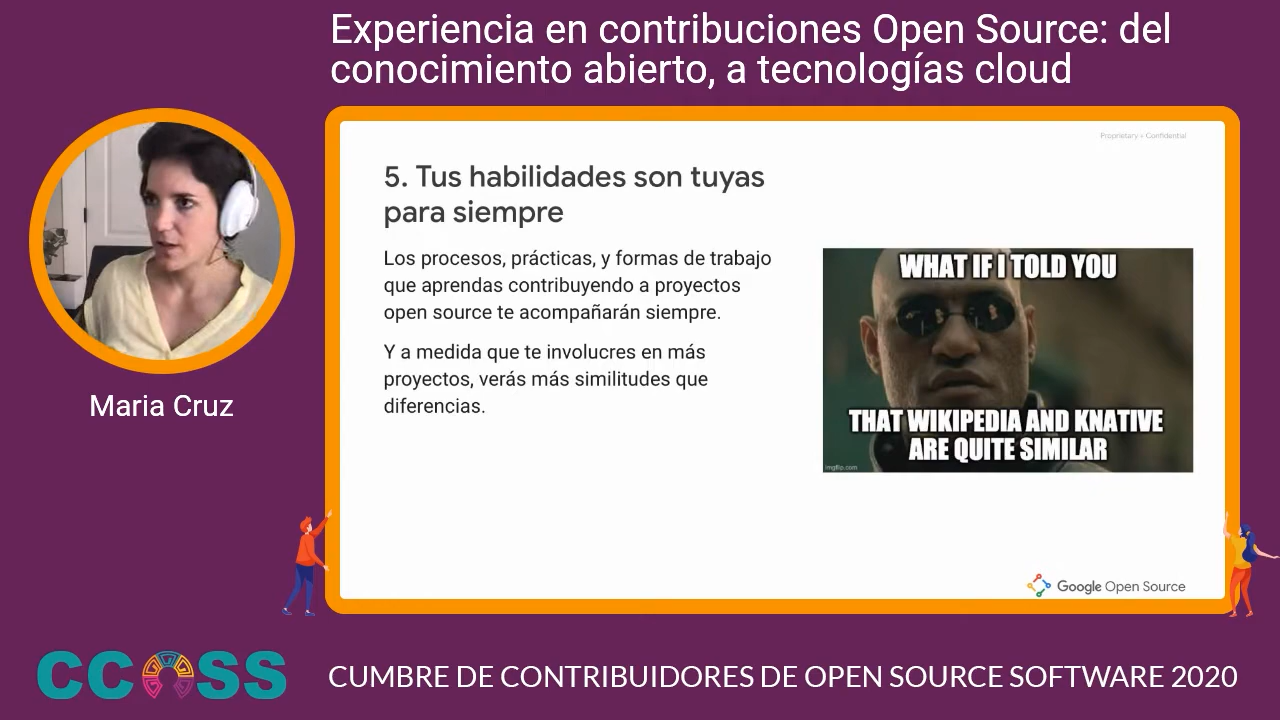 Experiencia en contribuciones Open Source: del
conocimiento abierto, a tecnologías cloud
Proprietary + Confidential
5. Tus habilidades son tuyas
para siempre
Los procesos, prácticas, y formas de trabajo
que aprendas contribuyendo a proyectos
open source te acompañarán siempre.
Y a medida que te involucres en más
proyectos, verás más similitudes que
diferencias.
WHAT IF I TOLD YOU
THAT WIKIPEDIA AND KNATIVE
ARE QUITE SIMILAR
imgflip.com
Google Open Source
Maria Cruz
CCOSS
CUMBRE DE CONTRIBUIDORES DE OPEN SOURCE SOFTWARE 2020